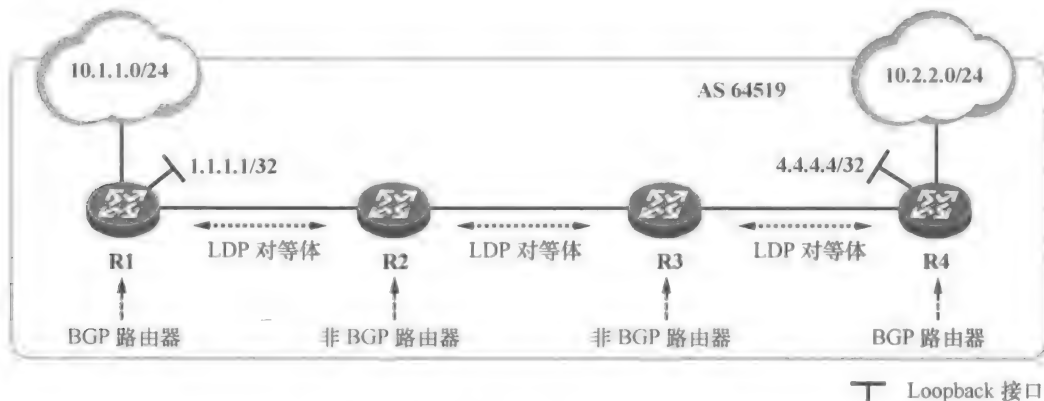 10.1.1.0/24
10.2.2.0/24
AS 64519
1.1.1.1/32
4.4.4.4/32
LDP 对等体
LDP 对等体
LDP 对等体
R1
R2
R3
R4
BGP 路由器
非 BGP 路由器
非 BGP 路由器
BGP 路由器
Loopback 接口